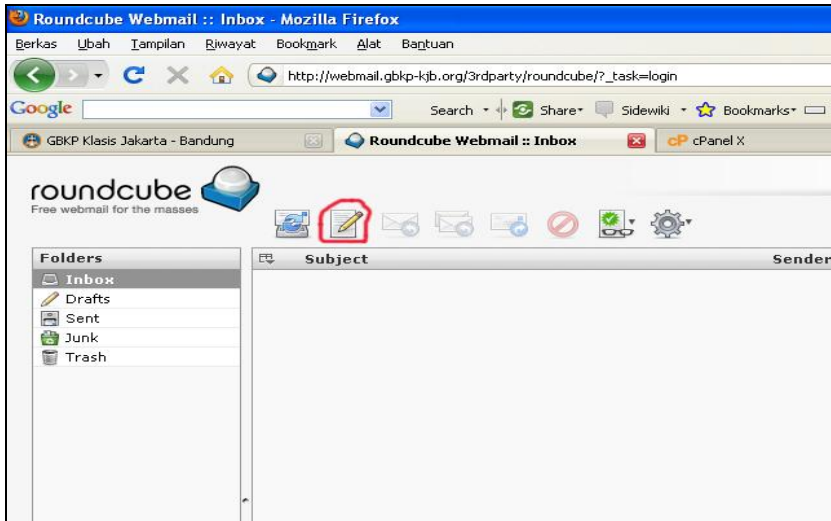 Roundcube Webmail :: Inbox - Mozilla Firefox
Berkas Ubah Tampilan Riwayat Bookmark Alat Bantuan
http://webmail.gbkp-kjb.org/3rdparty/roundcube/?_task=login
Google Search Share Sidewiki Bookmarks
GBKP Klasis Jakarta - Bandung Roundcube Webmail :: Inbox cP cPanel X
roundcube
Free webmail for the masses
Folders Subject Sender
Inbox
Drafts
Sent
Junk
Trash